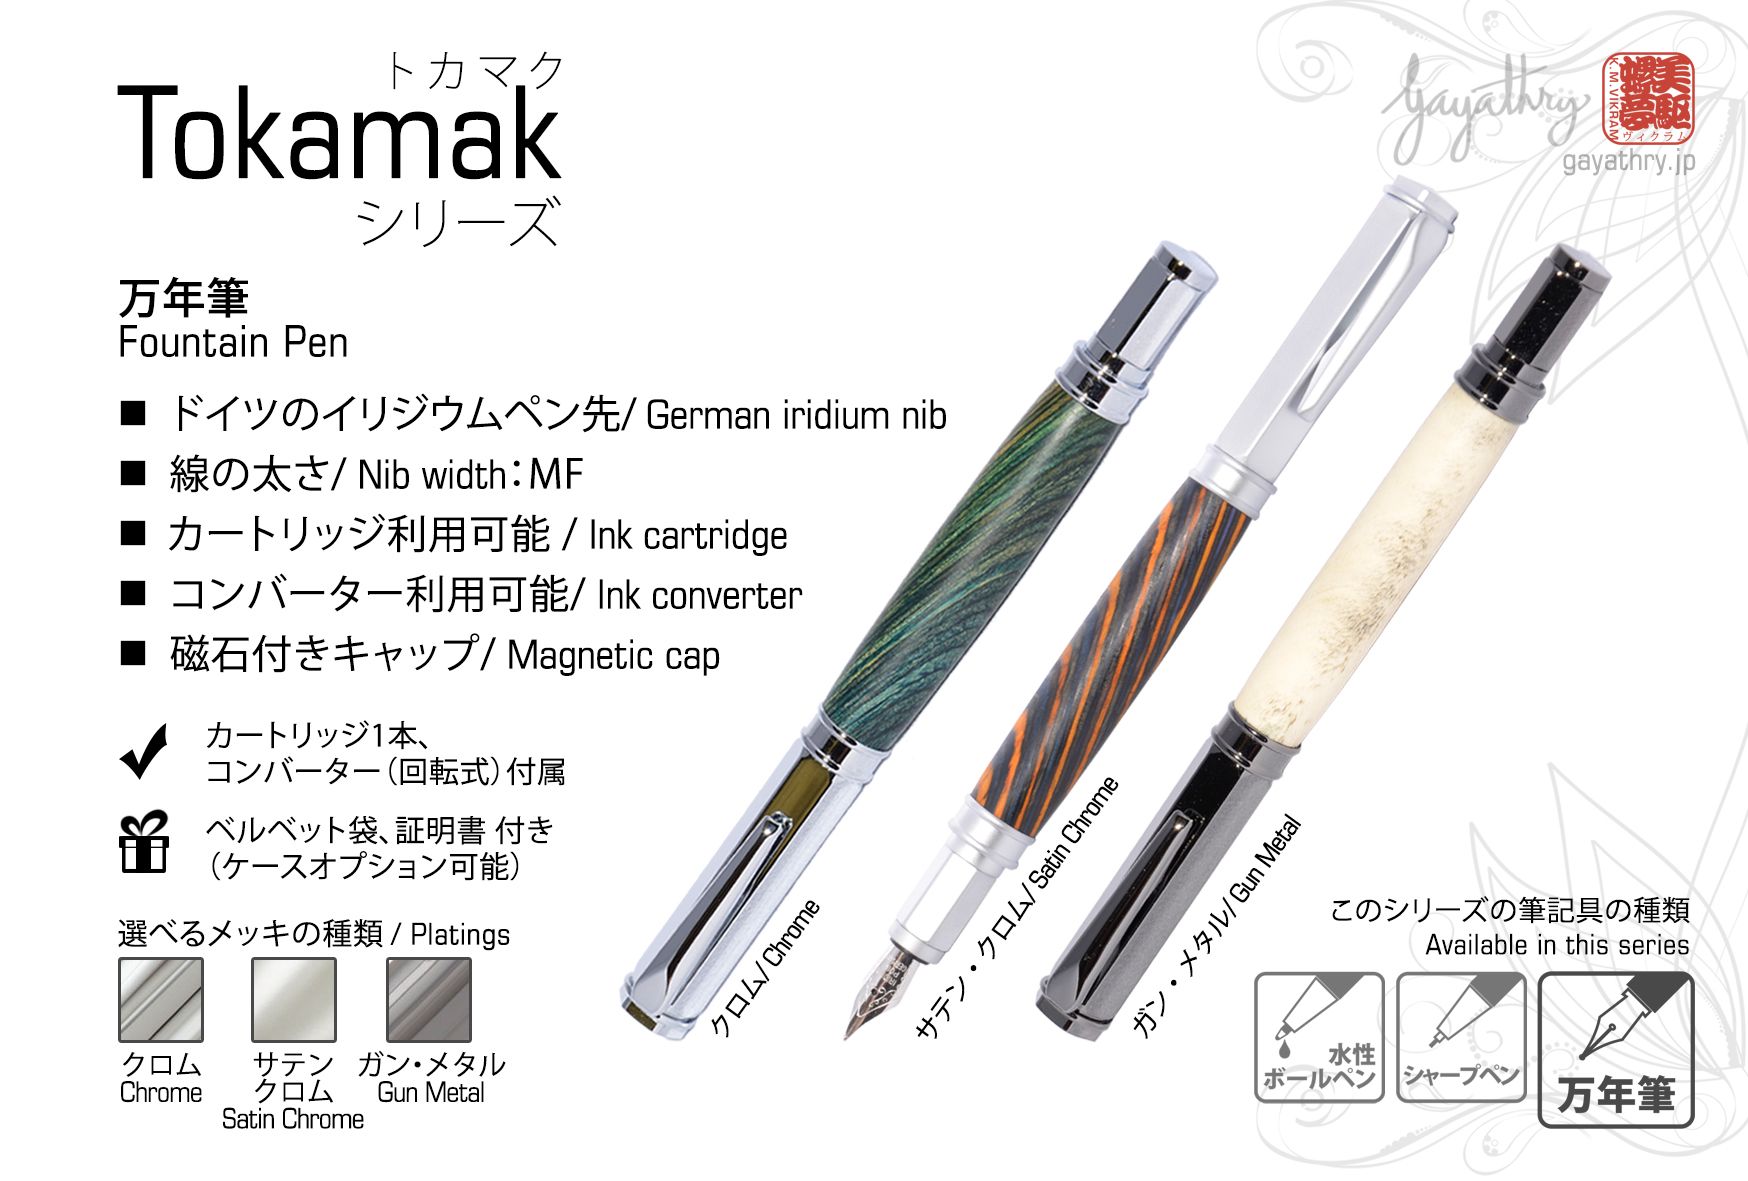 トカマク
Tokamak
シリーズ
gayathry
K.M.VIKRAM
ヴィクラム
gayathry.jp
万年筆
Fountain Pen
■ ドイツのイリジウムペン先/ German iridium nib
■ 線の太さ/ Nib width：MF
■ カートリッジ利用可能 / Ink cartridge
■ コンバーター利用可能/ Ink converter
■ 磁石付きキャップ/ Magnetic cap
カートリッジ1本、
コンバーター（回転式）付属
ベルベット袋、証明書 付き
（ケースオプション可能）
選べるメッキの種類 / Platings
クロム
Chrome
サテン
クロム
Satin Chrome
ガン・メタル
Gun Metal
クロム/ Chrome
サテン・クロム/ Satin Chrome
ガン・メタル/ Gun Metal
このシリーズの筆記具の種類
Available in this series
水性
ボールペン
シャープペン
万年筆